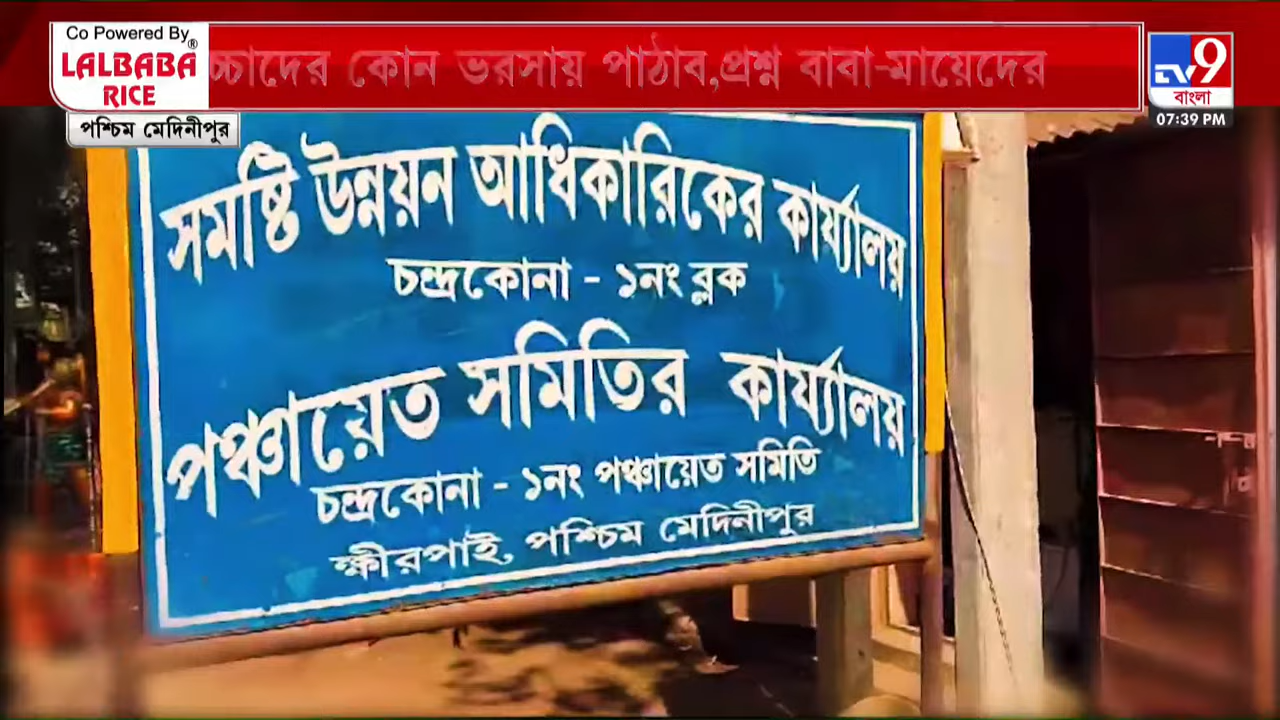 Co Powered By
LALBABA®
RICE
চ্চাদের কোন ভরসায় পাঠাব,প্রশ্ন বাবা-মায়েদের
TV9
বাংলা
07:39 PM
পশ্চিম মেদিনীপুর
সমষ্টি উন্নয়ন আধিকারিকের কার্য্যালয়
চন্দ্রকোনা - ১নং ব্লক
পঞ্চায়েত সমিতির কার্য্যালয়
চন্দ্রকোনা - ১নং পঞ্চায়েত সমিতি
ক্ষীরপাই, পশ্চিম মেদিনীপুর